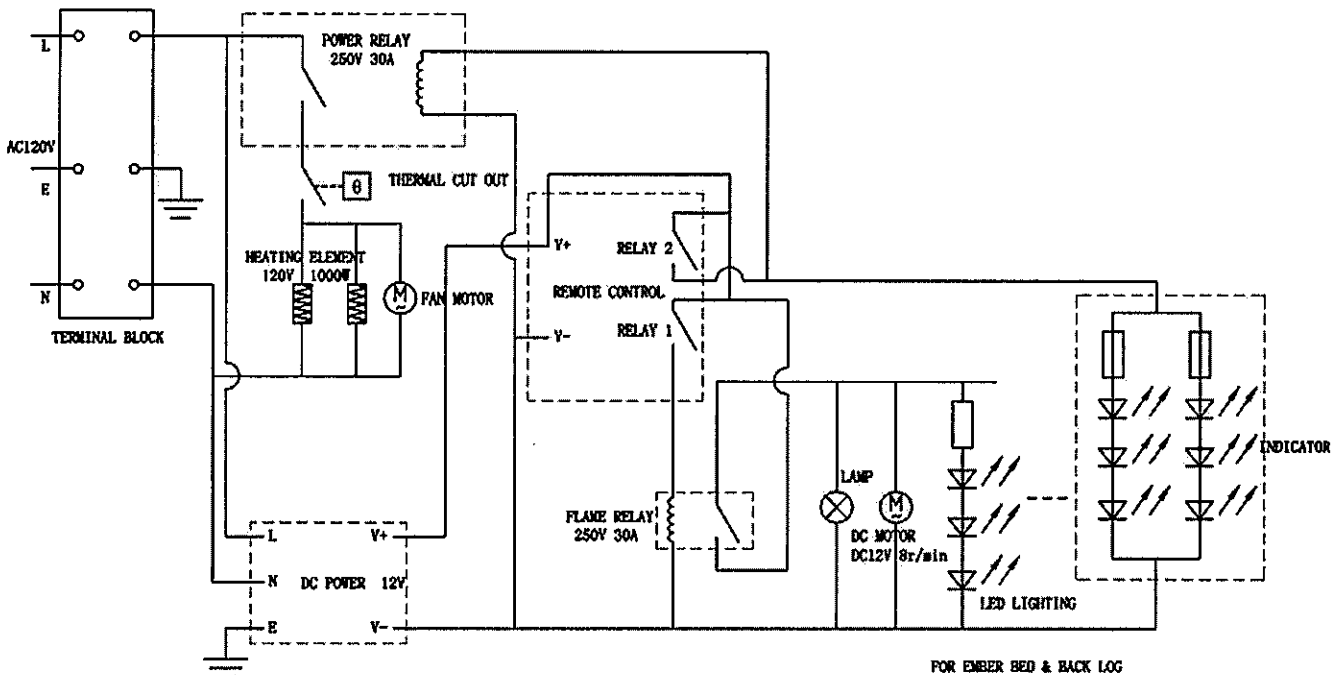 POWER RELAY
250V 30A
L
AC120V
E
N
TERMINAL BLOCK
θ
THERMAL CUT OUT
HEATING ELEMENT
120V 1000W
M
~
FAN MOTOR
V+
RELAY 2
REMOTE CONTROL
V-
RELAY 1
INDICATOR
LAMP
FLAME RELAY
250V 30A
M
~
DC MOTOR
DC12V 8r/min
LED LIGHTING
L
V+
N
DC POWER 12V
E
V-
FOR EMBER BED & BACK LOG